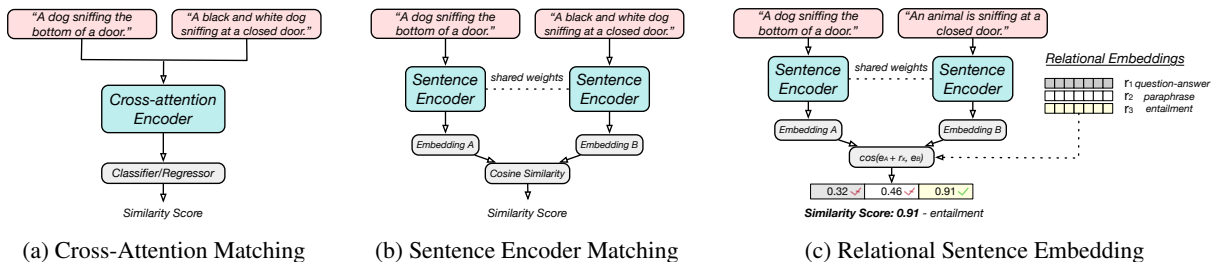 “A dog sniffing the
bottom of a door.”
“A black and white dog
sniffing at a closed door.”
Cross-attention
Encoder
Classifier/Regressor
Similarity Score
(a) Cross-Attention Matching
“A dog sniffing the
bottom of a door.”
“A black and white dog
sniffing at a closed door.”
Sentence
Encoder
shared weights
Sentence
Encoder
Embedding A
Embedding B
Cosine Similarity
Similarity Score
(b) Sentence Encoder Matching
“A dog sniffing the
bottom of a door.”
“An animal is sniffing at a
closed door.”
Sentence
Encoder
shared weights
Sentence
Encoder
Embedding A
Embedding B
Relational Embeddings
r₁ question-answer
r₂ paraphrase
r₃ entailment
cos(eA + rx, eB)
0.32 0.46 0.91
Similarity Score: 0.91 - entailment
(c) Relational Sentence Embedding